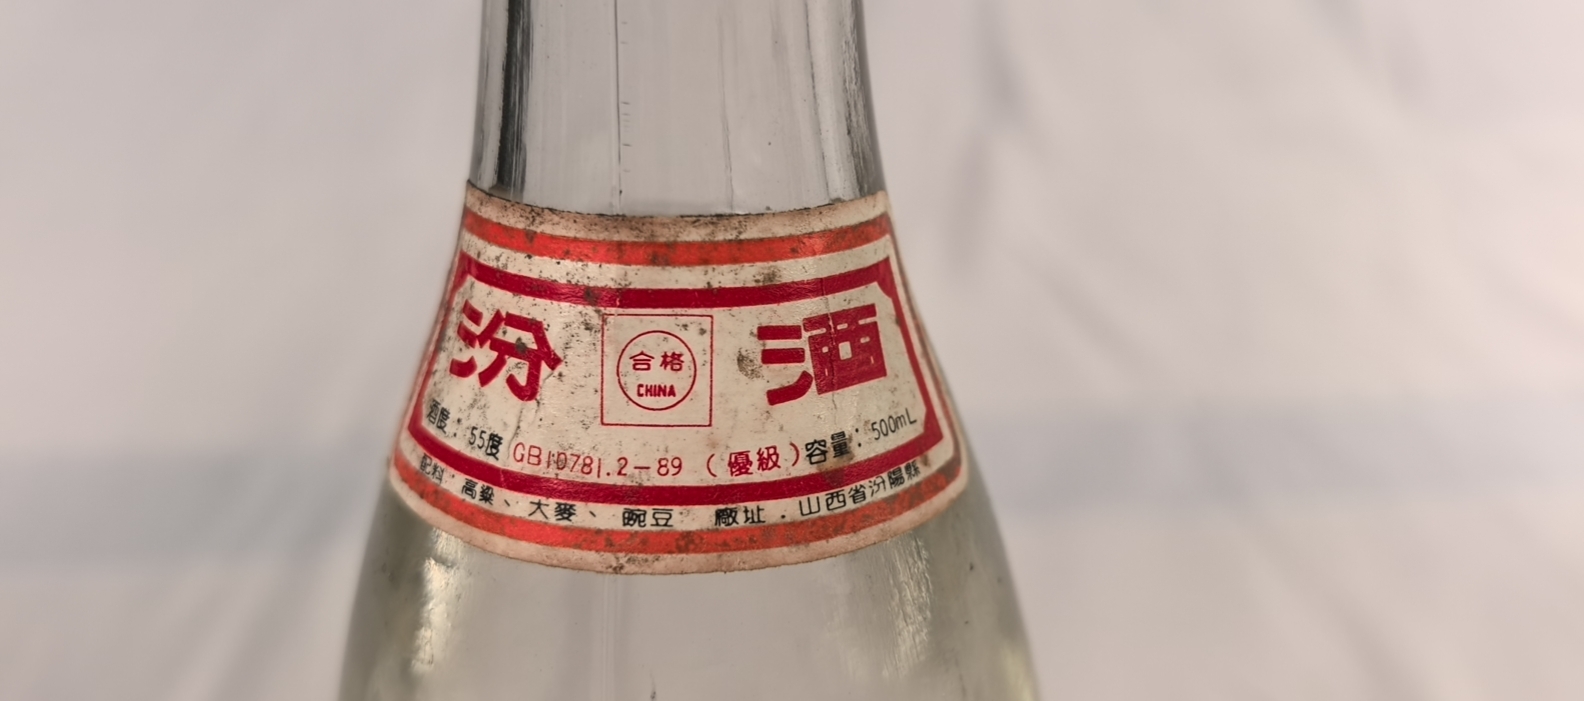 汾 酒
合格
CHINA
酒度：55度 GB10781.2—89（優級）容量：500mL
配料：高粱、大麥、豌豆 廠址．山西省汾陽縣